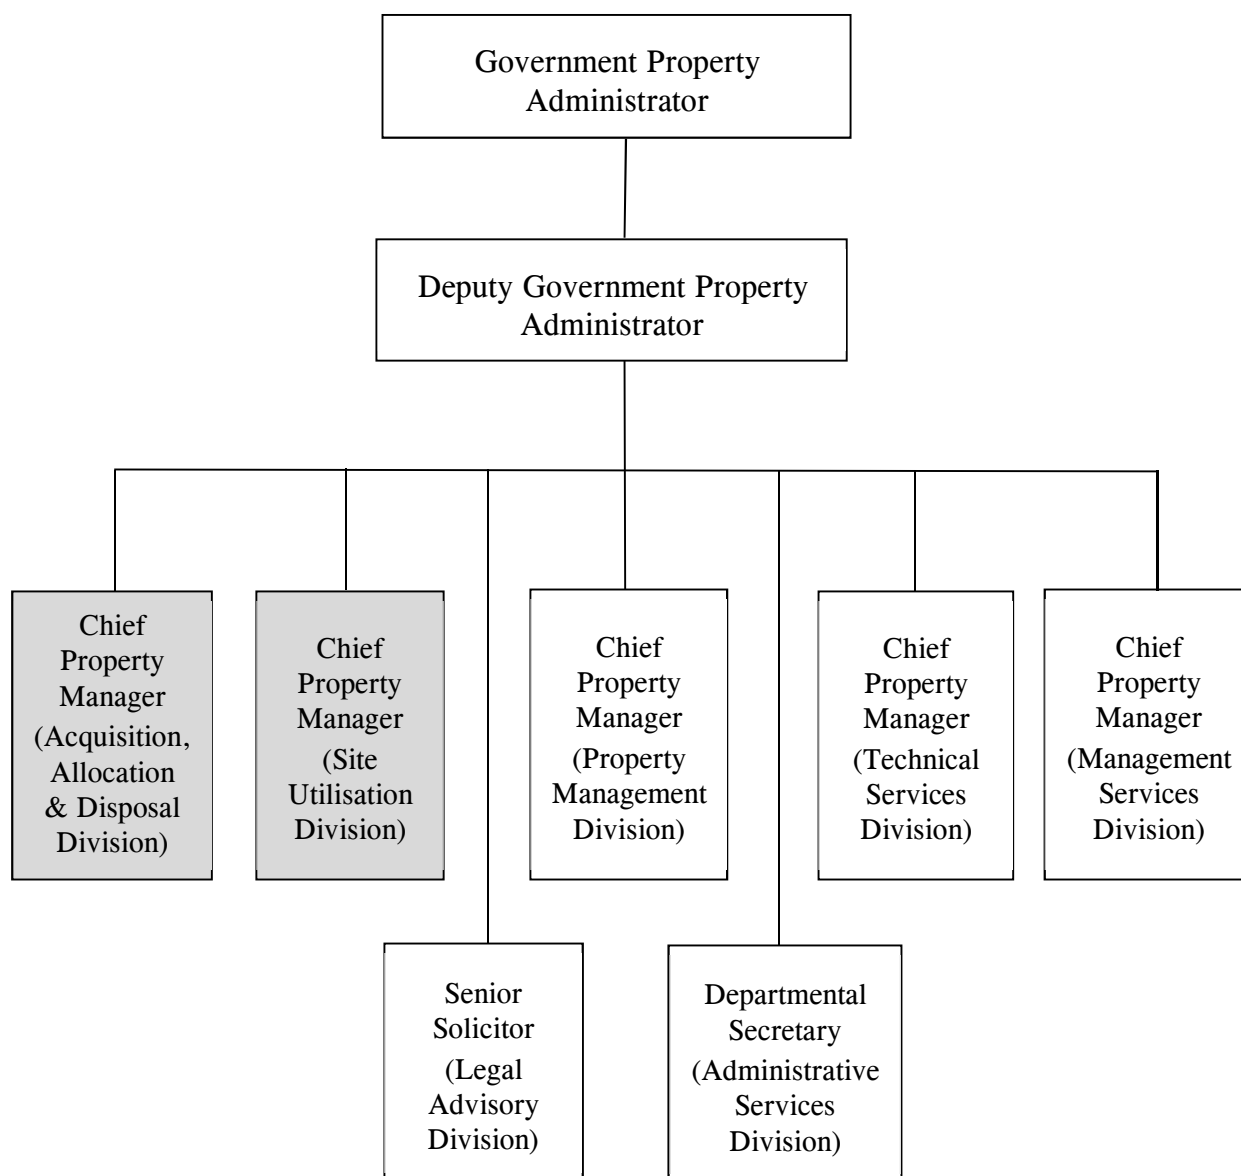 Government Property
Administrator
Deputy Government Property
Administrator
Chief
Property
Manager
(Acquisition,
Allocation
& Disposal
Division)
Chief
Property
Manager
(Site
Utilisation
Division)
Chief
Property
Manager
(Property
Management
Division)
Chief
Property
Manager
(Technical
Services
Division)
Chief
Property
Manager
(Management
Services
Division)
Senior
Solicitor
(Legal
Advisory
Division)
Departmental
Secretary
(Administrative
Services
Division)